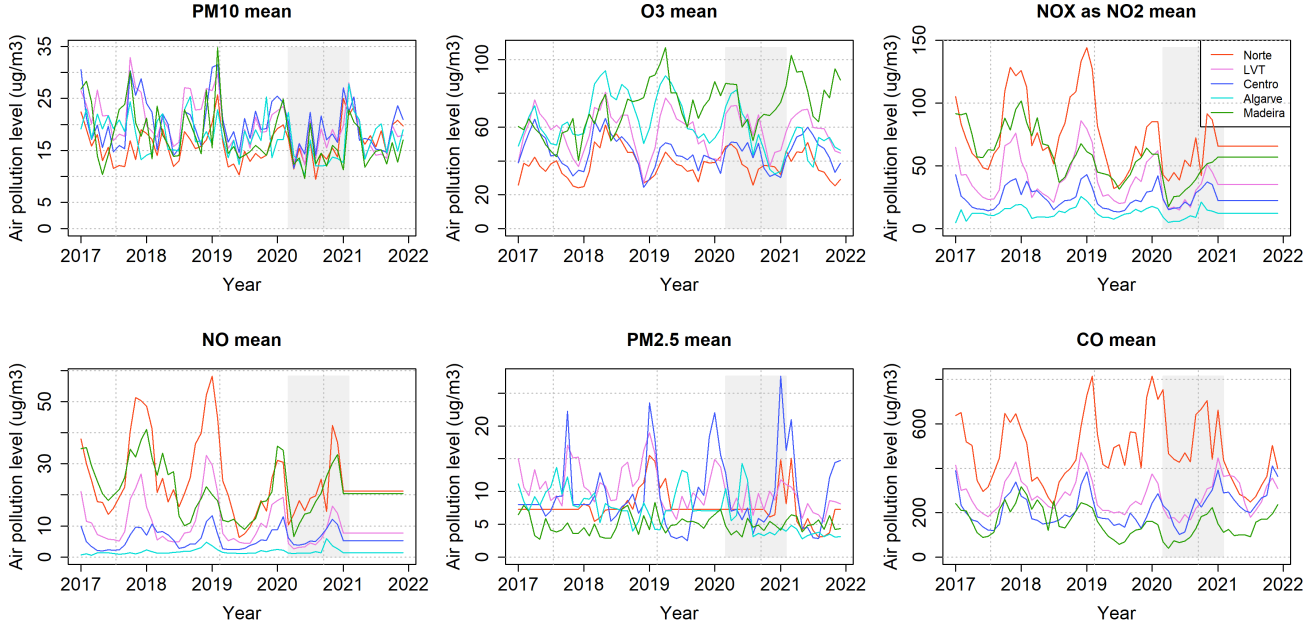 PM10 mean
Air pollution level (ug/m3)
35
25
15
5
0
2017 2018 2019 2020 2021 2022
Year
O3 mean
Air pollution level (ug/m3)
100
60
20
0
2017 2018 2019 2020 2021 2022
Year
NOX as NO2 mean
Air pollution level (ug/m3)
150
100
50
0
Norte
LVT
Centro
Algarve
Madeira
2017 2018 2019 2020 2021 2022
Year
NO mean
Air pollution level (ug/m3)
50
30
10
0
2017 2018 2019 2020 2021 2022
Year
PM2.5 mean
Air pollution level (ug/m3)
20
10
5
0
2017 2018 2019 2020 2021 2022
Year
CO mean
Air pollution level (ug/m3)
600
200
0
2017 2018 2019 2020 2021 2022
Year